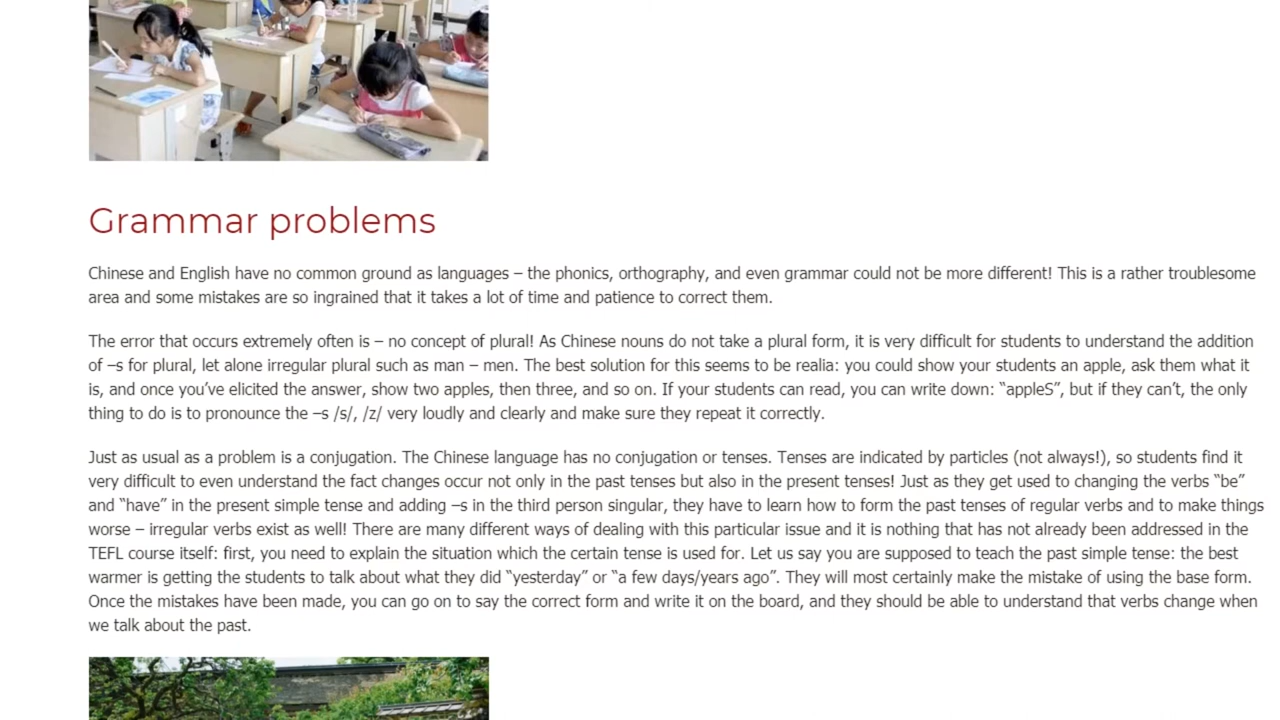 Grammar problems
Chinese and English have no common ground as languages – the phonics, orthography, and even grammar could not be more different! This is a rather troublesome
area and some mistakes are so ingrained that it takes a lot of time and patience to correct them.
The error that occurs extremely often is – no concept of plural! As Chinese nouns do not take a plural form, it is very difficult for students to understand the addition
of –s for plural, let alone irregular plural such as man – men. The best solution for this seems to be realia: you could show your students an apple, ask them what it
is, and once you’ve elicited the answer, show two apples, then three, and so on. If your students can read, you can write down: “appleS”, but if they can’t, the only
thing to do is to pronounce the –s /s/, /z/ very loudly and clearly and make sure they repeat it correctly.
Just as usual as a problem is a conjugation. The Chinese language has no conjugation or tenses. Tenses are indicated by particles (not always!), so students find it
very difficult to even understand the fact changes occur not only in the past tenses but also in the present tenses! Just as they get used to changing the verbs “be”
and “have” in the present simple tense and adding –s in the third person singular, they have to learn how to form the past tenses of regular verbs and to make things
worse – irregular verbs exist as well! There are many different ways of dealing with this particular issue and it is nothing that has not already been addressed in the
TEFL course itself: first, you need to explain the situation which the certain tense is used for. Let us say you are supposed to teach the past simple tense: the best
warmer is getting the students to talk about what they did “yesterday” or “a few days/years ago”. They will most certainly make the mistake of using the base form.
Once the mistakes have been made, you can go on to say the correct form and write it on the board, and they should be able to understand that verbs change when
we talk about the past.